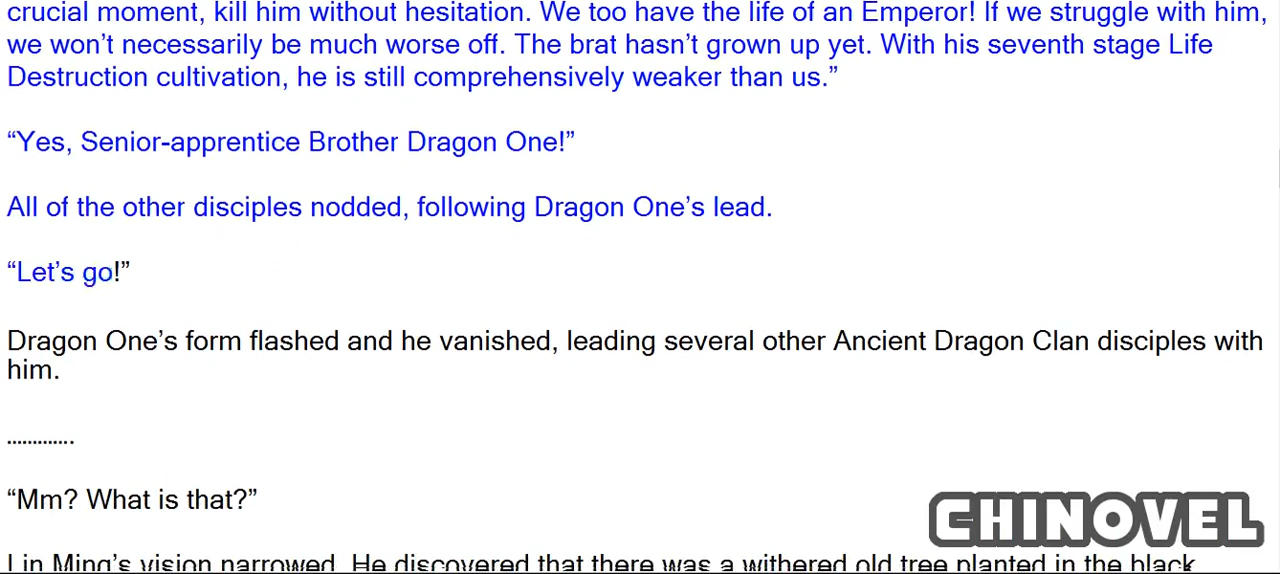 crucial moment, kill him without hesitation. We too have the life of an Emperor! If we struggle with him,
we won’t necessarily be much worse off. The brat hasn’t grown up yet. With his seventh stage Life
Destruction cultivation, he is still comprehensively weaker than us.”
“Yes, Senior-apprentice Brother Dragon One!”
All of the other disciples nodded, following Dragon One’s lead.
“Let’s go!”
Dragon One’s form flashed and he vanished, leading several other Ancient Dragon Clan disciples with
him.
………….
“Mm? What is that?”
CHINOVEL
Lin Ming’s vision narrowed. He discovered that there was a withered old tree planted in the black